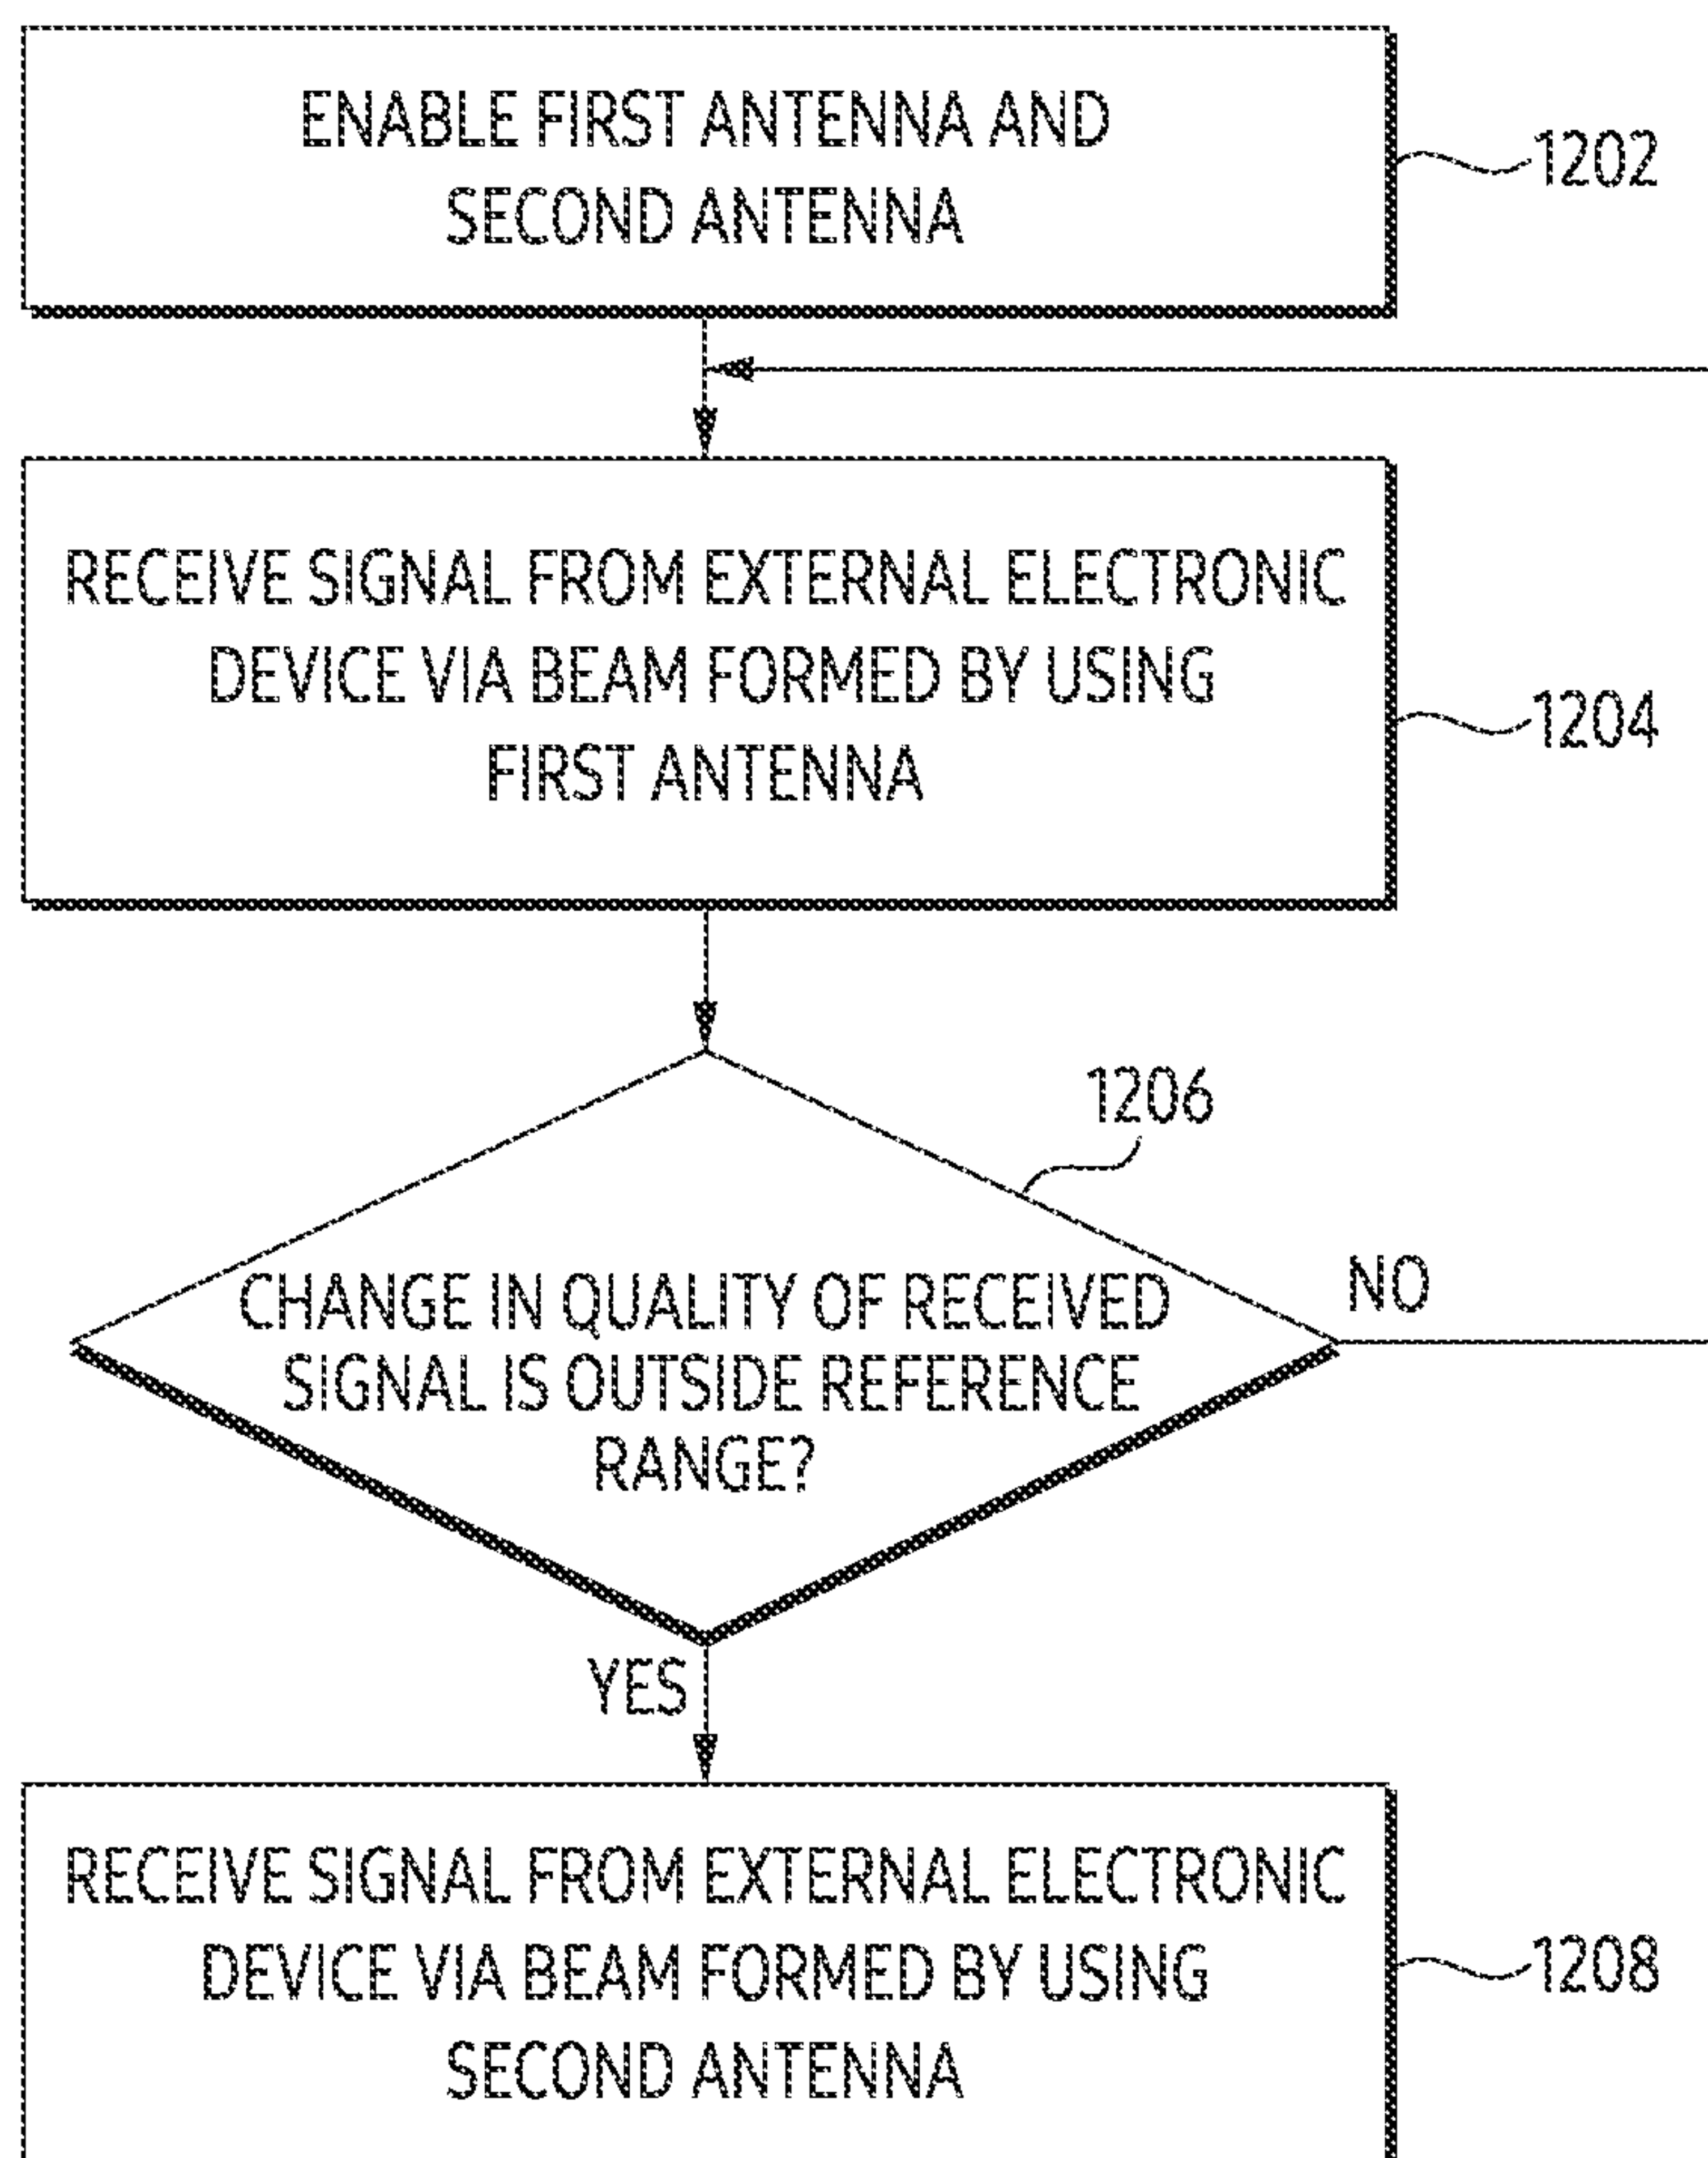 ENABLE FIRST ANTENNA AND
SECOND ANTENNA
1202
RECEIVE SIGNAL FROM EXTERNAL ELECTRONIC
DEVICE VIA BEAM FORMED BY USING
FIRST ANTENNA
1204
1206
CHANGE IN QUALITY OF RECEIVED
SIGNAL IS OUTSIDE REFERENCE
RANGE?
NO
YES
RECEIVE SIGNAL FROM EXTERNAL ELECTRONIC
DEVICE VIA BEAM FORMED BY USING
SECOND ANTENNA
1208